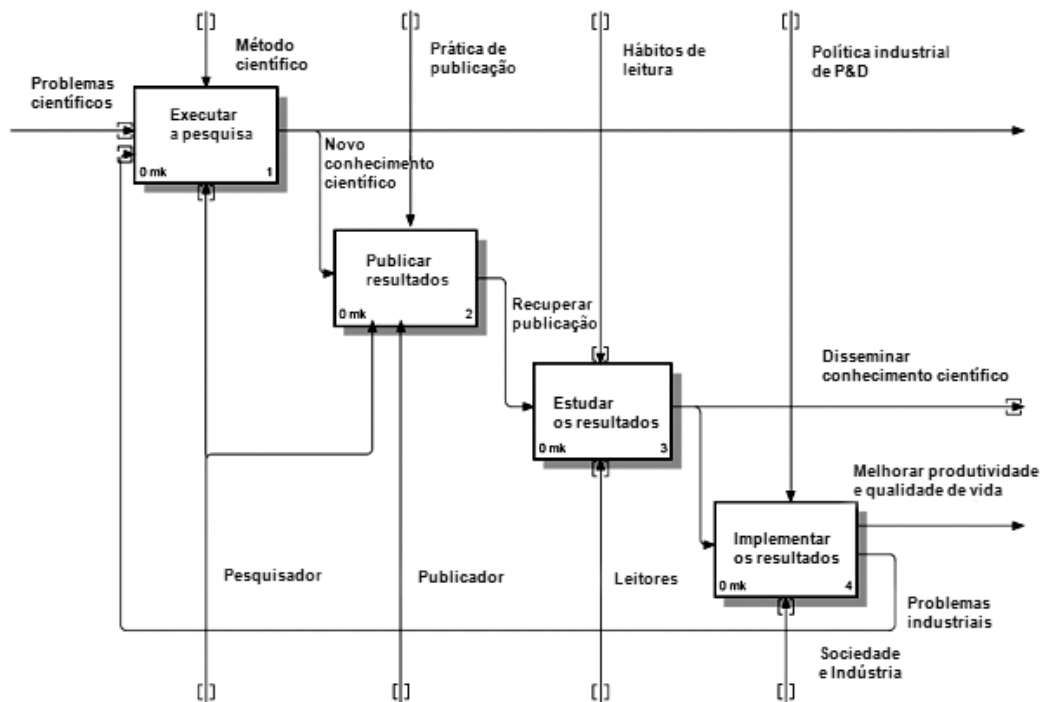 Método
científico
Prática de
publicação
Hábitos de
leitura
Política industrial
de P&D
Problemas
científicos
Executar
a pesquisa
0 mk
1
Novo
conhecimento
científico
Publicar
resultados
0 mk
2
Recuperar
publicação
Disseminar
conhecimento científico
Estudar
os resultados
0 mk
3
Melhorar produtividade
e qualidade de vida
Implementar
os resultados
0 mk
4
Pesquisador
Publicador
Leitores
Problemas
industriais
Sociedade
e Indústria